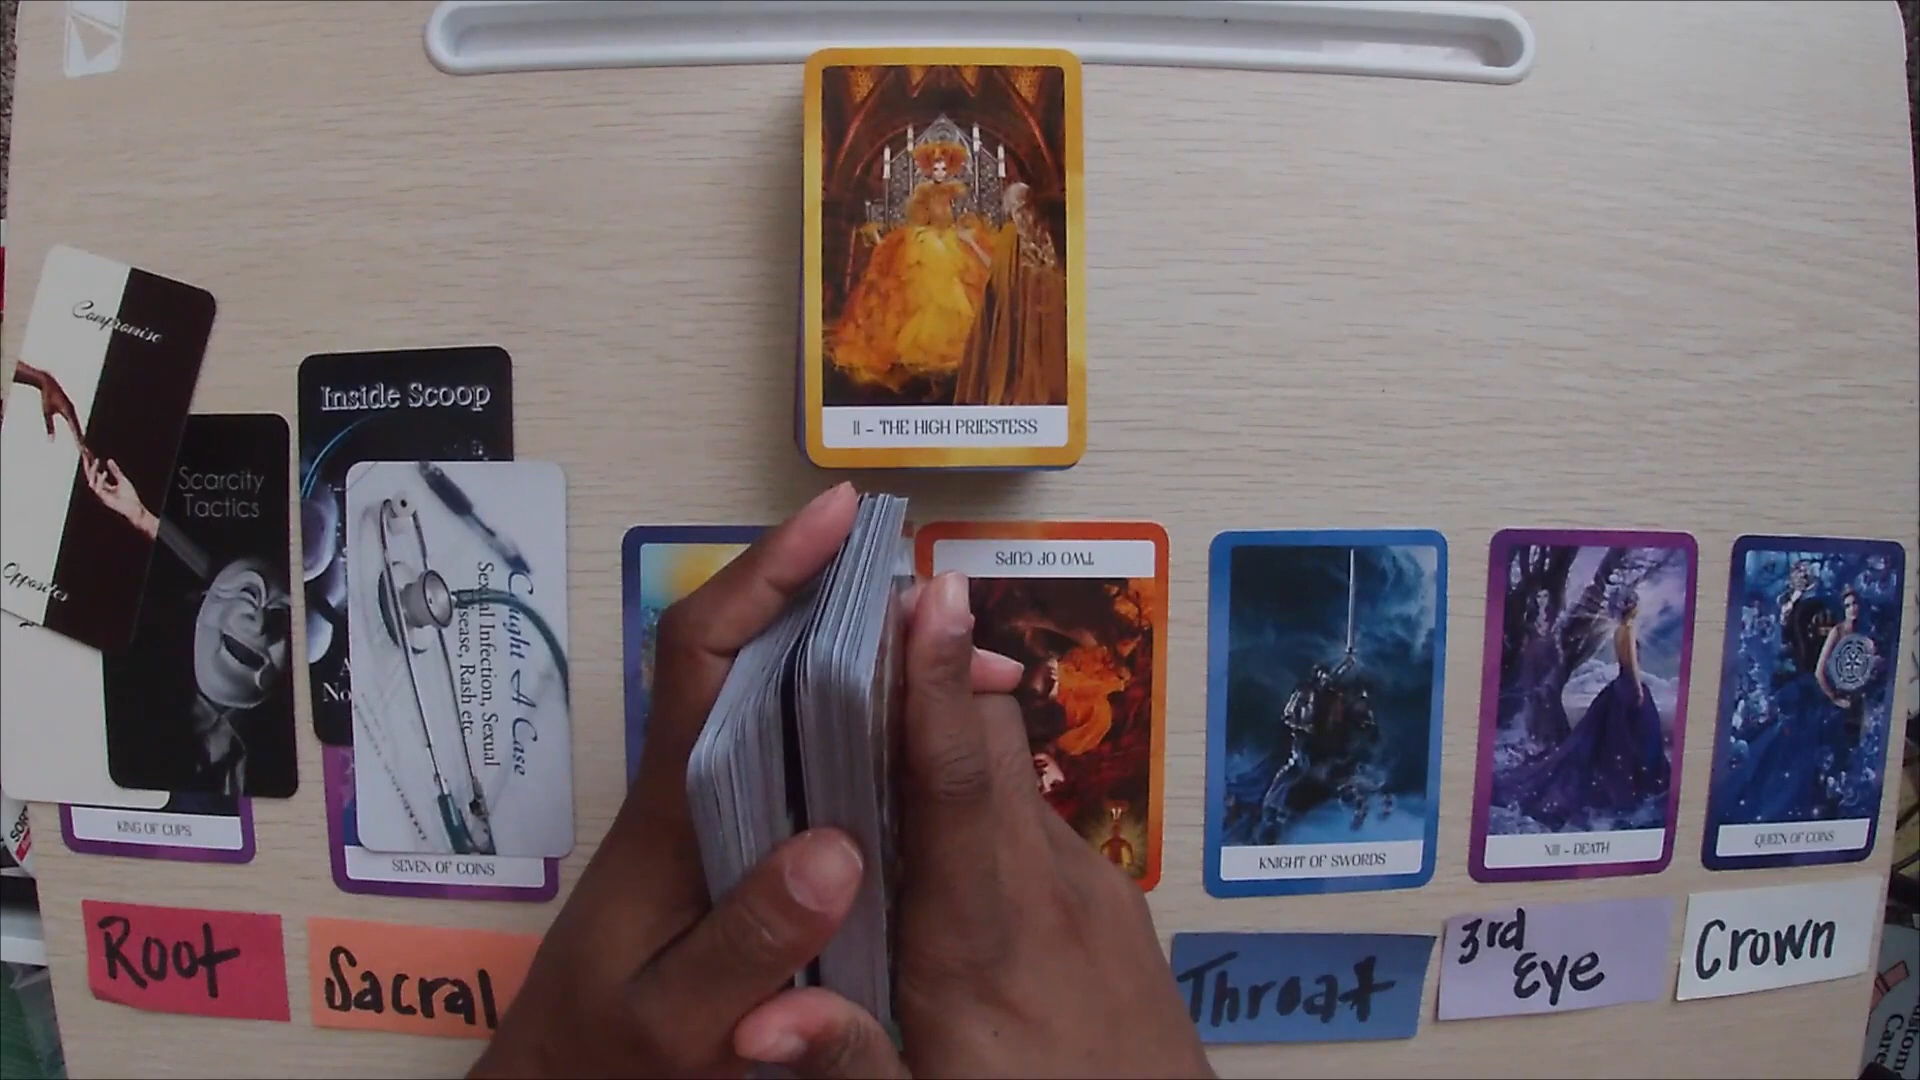 II - THE HIGH PRIESTESS
Compromise
Opposites
Scarcity
Tactics
Inside Scoop
No
Caught A Case
Sexual Infection, Sexual
Disease, Rash etc
TWO OF CUPS
KING OF CUPS
SEVEN OF COINS
KNIGHT OF SWORDS
XIII - DEATH
QUEEN OF COINS
Root
Sacral
Throat
3rd
Eye
Crown